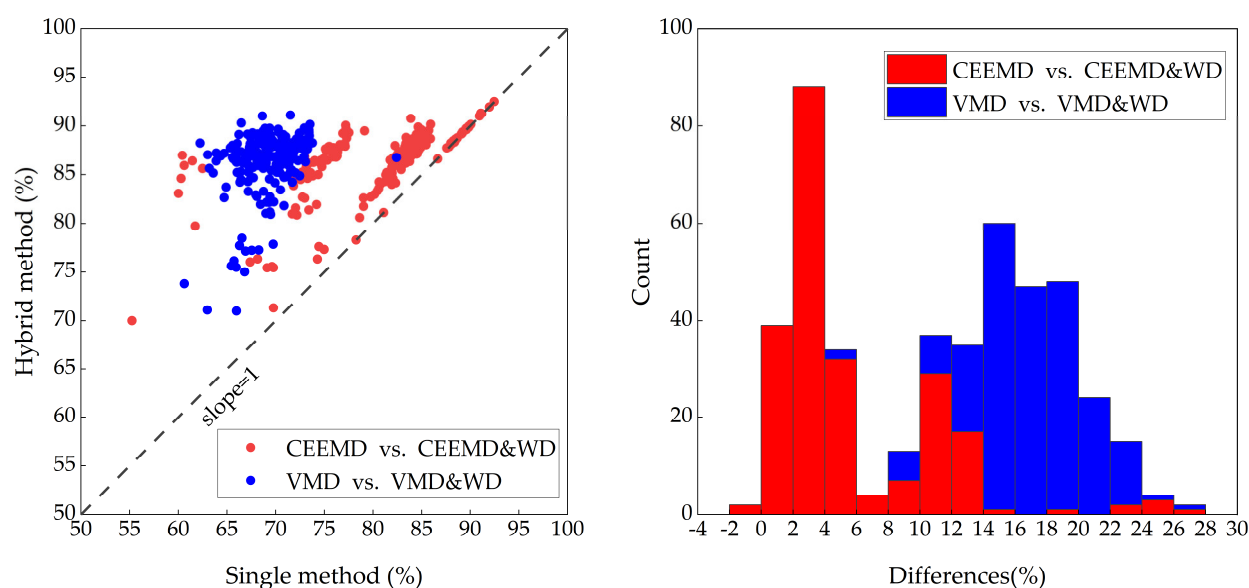 Hybrid method (%)
100
95
90
85
80
75
70
65
60
55
50
slope=1
CEEMD vs. CEEMD&WD
VMD vs. VMD&WD
50 55 60 65 70 75 80 85 90 95 100
Single method (%)
Count
100
80
60
40
20
0
CEEMD vs. CEEMD&WD
VMD vs. VMD&WD
-4 -2 0 2 4 6 8 10 12 14 16 18 20 22 24 26 28 30
Differences(%)